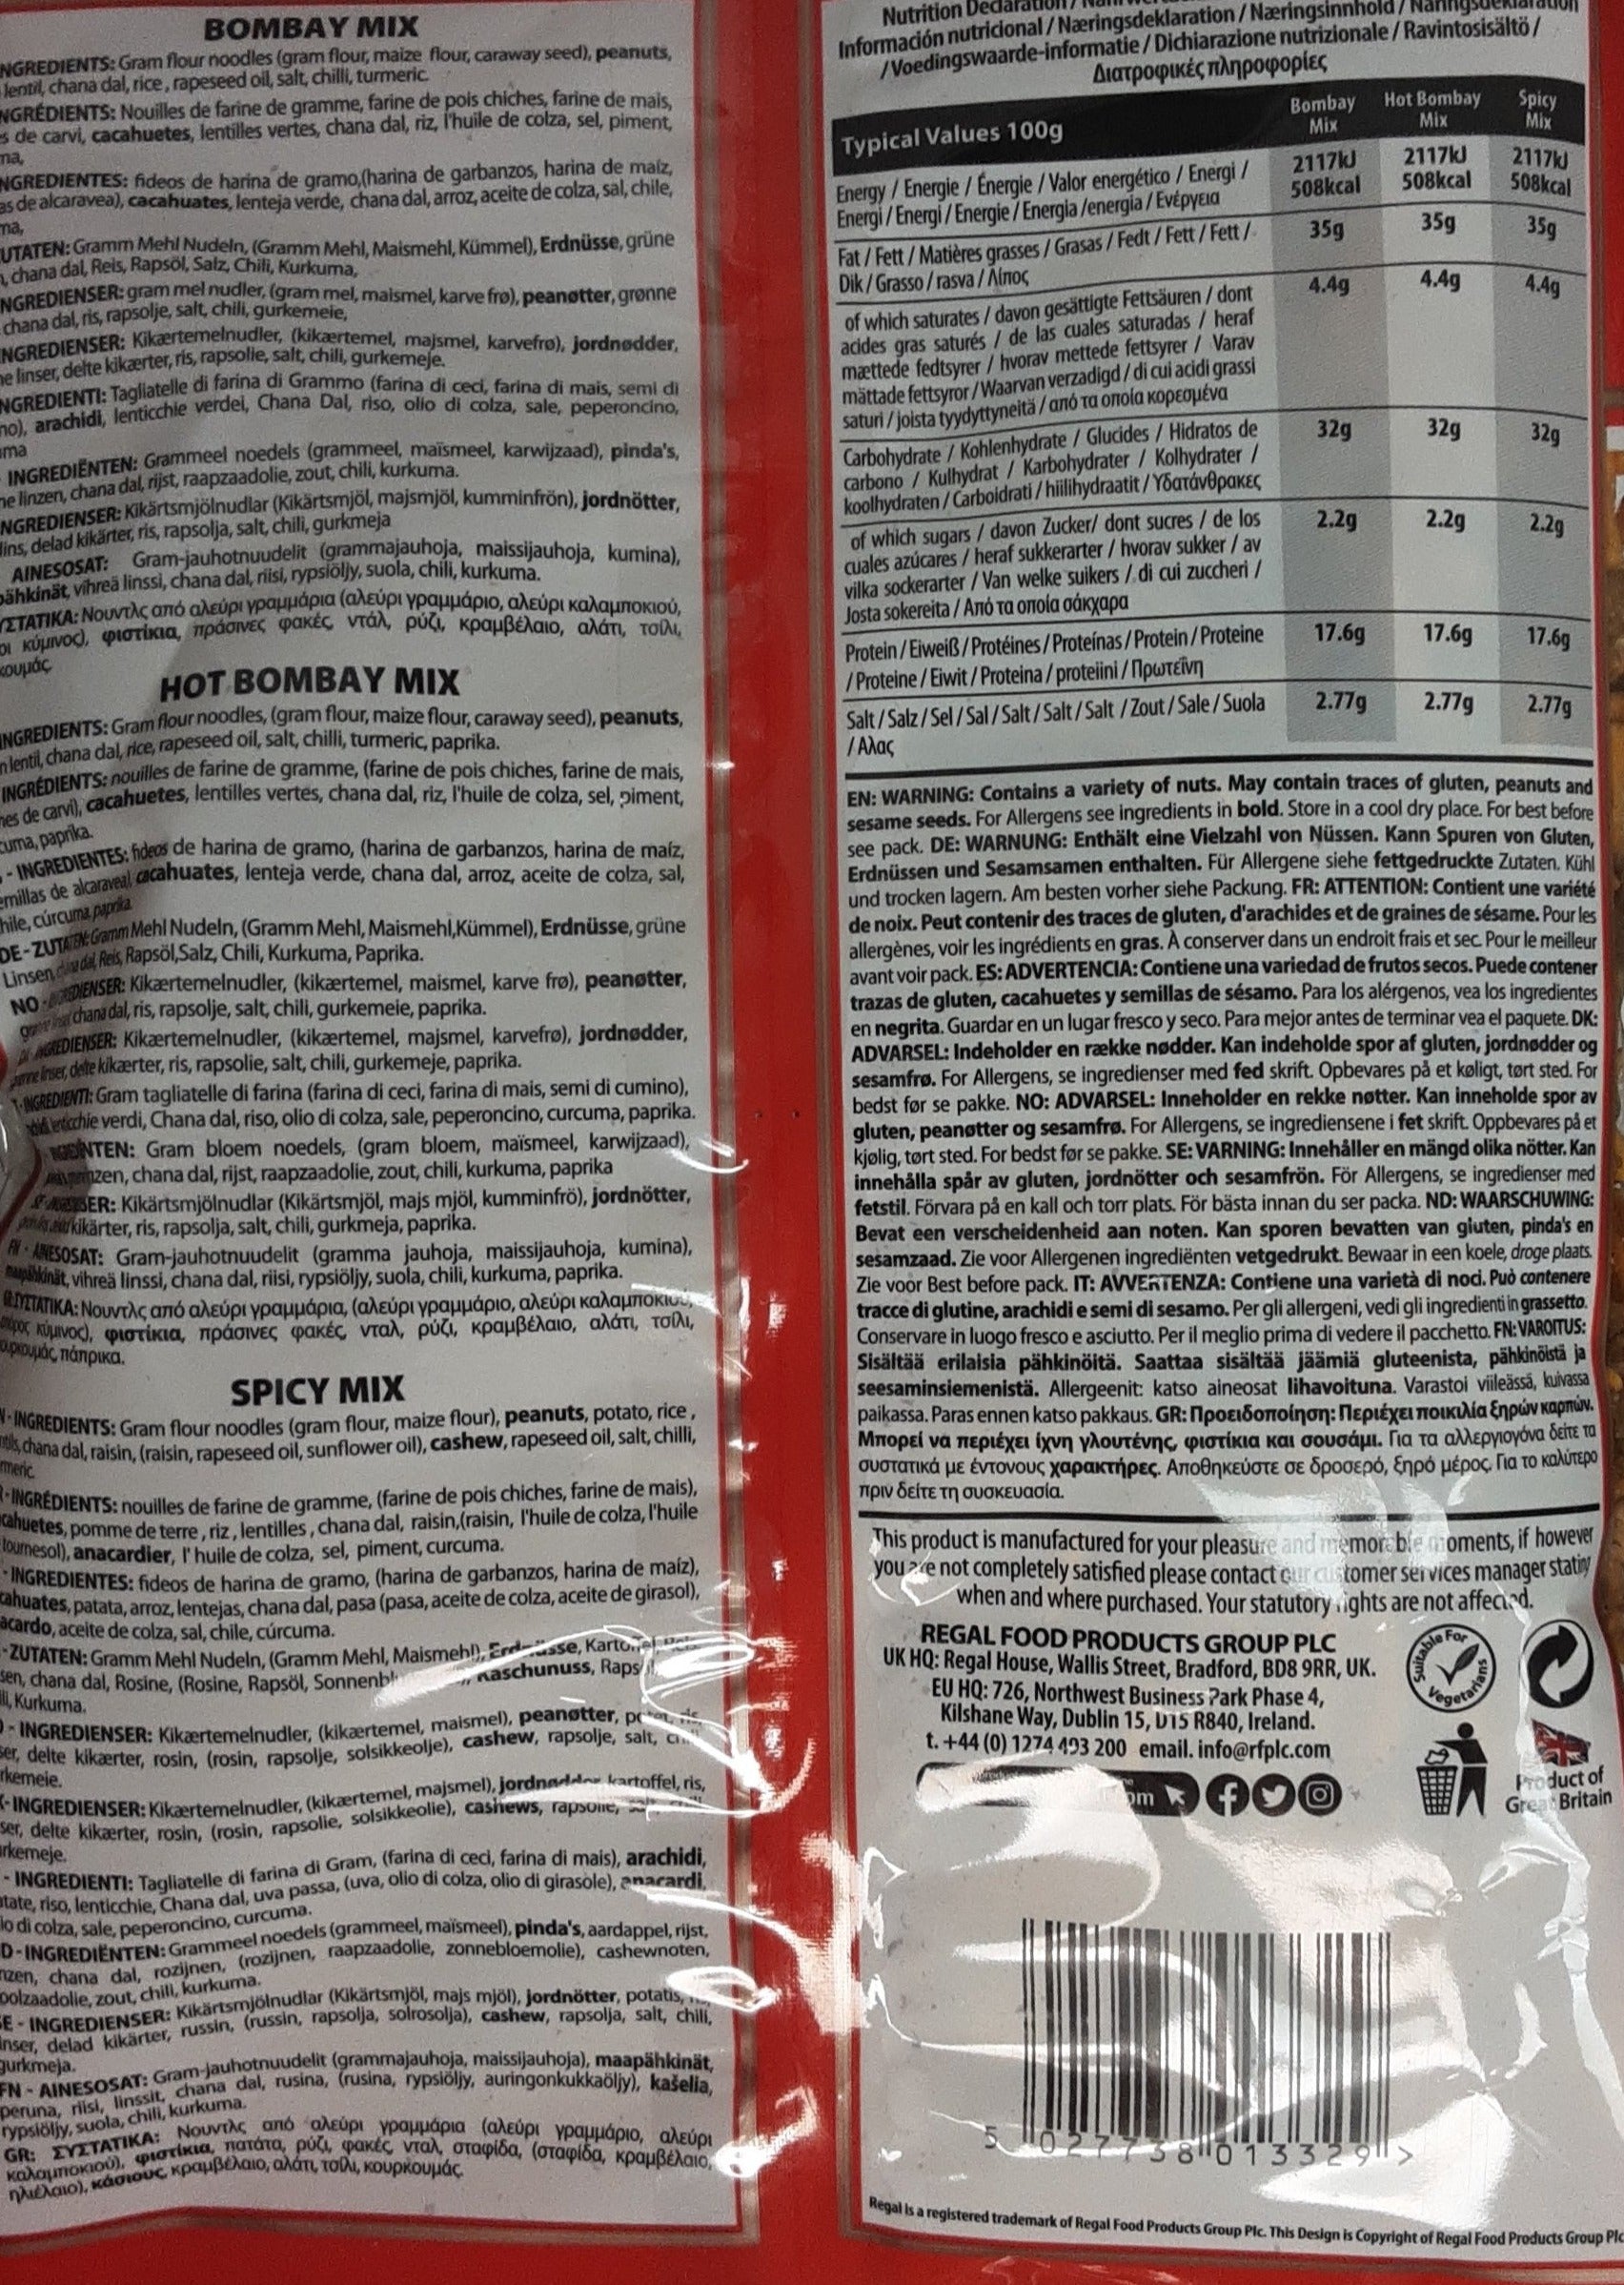 BOMBAY MIX
INGREDIENTS: Gram flour noodles (gram flour, maize flour, caraway seed), peanuts,
lentil, chana dal, rice, rapeseed oil, salt, chilli, turmeric.
INGRÉDIENTS: Nouilles de farine de gramme, farine de pois chiches, farine de mais,
de carvi, cacahuetes, lentilles vertes, chana dal, riz, l'huile de colza, sel, piment,
INGREDIENTES: fideos de harina de gramo,(harina de garbanzos, harina de maíz,
de alcaravea), cacahuates, lenteja verde, chana dal, arroz, aceite de colza, sal, chile,
ZUTATEN: Gramm Mehl Nudeln, (Gramm Mehl, Maismehl, Kümmel), Erdnüsse, grüne
chana dal, Reis, Rapsöl, Salz, Chili, Kurkuma,
INGREDIENSER: gram mel nudler, (gram mel, maismel, karve frø), peanøtter, grønne
chana dal, ris, rapsolje, salt, chili, gurkemeie,
INGREDIENSER: Kikærtemelnudler, (kikærtemel, majsmel, karvefrø), jordnødder,
linser, delte kikærter, ris, rapsolie, salt, chili, gurkemeje.
INGREDIENTI: Tagliatelle di farina di Grammo (farina di ceci, farina di mais, semi di
arachidi, lenticchie verdei, Chana Dal, riso, olio di colza, sale, peperoncino,
INGREDIËNTEN: Grammeel noedels (grammeel, maïsmeel, karwijzaad), pinda's,
linzen, chana dal, rijst, raapzaadolie, zout, chili, kurkuma.
INGREDIENSER: Kikärtsmjölnudlar (Kikärtsmjöl, majsmjöl, kumminfrön), jordnötter,
delad kikärter, ris, rapsolja, salt, chili, gurkmeja
AINESOSAT: Gram-jauhotnuudelit (grammajauhoja, maissijauhoja, kumina),
vihreä linssi, chana dal, riisi, rypsiöljy, suola, chili, kurkuma.
ΣΥΣΤΑΤΙΚΑ: Νουντλς από αλεύρι γραμμάρια (αλεύρι γραμμάριο, αλεύρι καλαμποκιού,
κύμινος), φιστίκια, πράσινες φακές, ντάλ, ρύζι, κραμβέλαιο, αλάτι, τσίλι,
HOT BOMBAY MIX
INGREDIENTS: Gram flour noodles, (gram flour, maize flour, caraway seed), peanuts,
lentil, chana dal, rice, rapeseed oil, salt, chilli, turmeric, paprika.
INGRÉDIENTS: nouilles de farine de gramme, (farine de pois chiches, farine de mais,
de carvi), cacahuetes, lentilles vertes, chana dal, riz, l'huile de colza, sel, piment,
paprika.
- INGREDIENTES: fideos de harina de gramo, (harina de garbanzos, harina de maíz,
de alcaravea), cacahuates, lenteja verde, chana dal, arroz, aceite de colza, sal,
cúrcuma, paprika.
DE - ZUTATEN: Gramm Mehl Nudeln, (Gramm Mehl, Maismehl,Kümmel), Erdnüsse, grüne
Linsen, chana dal, Reis, Rapsöl,Salz, Chili, Kurkuma, Paprika.
NO - INGREDIENSER: Kikærtemelnudler, (kikærtemel, maismel, karve frø), peanøtter,
chana dal, ris, rapsolje, salt, chili, gurkemeie, paprika.
INGREDIENSER: Kikærtemelnudler, (kikærtemel, majsmel, karvefrø), jordnødder,
linser, delte kikærter, ris, rapsolie, salt, chili, gurkemeje, paprika.
INGREDIENTI: Gram tagliatelle di farina (farina di ceci, farina di mais, semi di cumino),
lenticchie verdi, Chana dal, riso, olio di colza, sale, peperoncino, curcuma, paprika.
Gram bloem noedels, (gram bloem, maïsmeel, karwijzaad),
chana dal, rijst, raapzaadolie, zout, chili, kurkuma, paprika
Kikärtsmjölnudlar (Kikärtsmjöl, majs mjöl, kumminfrö), jordnötter,
kikärter, ris, rapsolja, salt, chili, gurkmeja, paprika.
FN - AINESOSAT: Gram-jauhotnuudelit (gramma jauhoja, maissijauhoja, kumina),
maapähkinät, vihreä linssi, chana dal, riisi, rypsiöljy, suola, chili, kurkuma, paprika.
ΣΥΣΤΑΤΙΚΑ: Νουντλς από αλεύρι γραμμάρια, (αλεύρι γραμμάριο, αλεύρι καλαμποκιού,
κύμινος), φιστίκια, πράσινες φακές, νταλ, ρύζι, κραμβέλαιο, αλάτι, τσίλι,
πάπρικα.
SPICY MIX
- INGREDIENTS: Gram flour noodles (gram flour, maize flour), peanuts, potato, rice,
chana dal, raisin, (raisin, rapeseed oil, sunflower oil), cashew, rapeseed oil, salt, chilli,
- INGRÉDIENTS: nouilles de farine de gramme, (farine de pois chiches, farine de mais),
cacahuetes, pomme de terre, riz, lentilles, chana dal, raisin,(raisin, l'huile de colza, l'huile
tournesol), anacardier, l' huile de colza, sel, piment, curcuma.
- INGREDIENTES: fideos de harina de gramo, (harina de garbanzos, harina de maíz),
cacahuates, patata, arroz, lentejas, chana dal, pasa (pasa, aceite de colza, aceite de girasol),
aceite de colza, sal, chile, cúrcuma.
- ZUTATEN: Gramm Mehl Nudeln, (Gramm Mehl, Maismehl),
chana dal, Rosine, (Rosine, Rapsöl,
Kurkuma.
- INGREDIENSER: Kikærtemelnudler, (kikærtemel, maismel), peanøtter,
delte kikærter, rosin, (rosin, rapsolje, solsikkeolje), cashew, rapsolje, salt,
- INGREDIENSER: Kikærtemelnudler, (kikærtemel, majsmel), jordnødder kartoffel, ris,
delte kikærter, rosin, (rosin, rapsolie, solsikkeolie), cashews, rapsolie,
- INGREDIENTI: Tagliatelle di farina di Gram, (farina di ceci, farina di mais), arachidi,
riso, lenticchie, Chana dal, uva passa, (uva, olio di colza, olio di girasole), anacardi,
di colza, sale, peperoncino, curcuma.
- INGREDIËNTEN: Grammeel noedels (grammeel, maïsmeel), pinda's, aardappel, rijst,
chana dal, rozijnen, (rozijnen, raapzaadolie, zonnebloemolie), cashewnoten,
zout, chili, kurkuma.
SE - INGREDIENSER: Kikärtsmjölnudlar (Kikärtsmjöl, majs mjöl), jordnötter, potatis,
delad kikärter, russin, (russin, rapsolja, solrosolja), cashew, rapsolja, salt, chili,
gurkmeja.
FN - AINESOSAT: Gram-jauhotnuudelit (grammajauhoja, maissijauhoja), maapähkinät,
peruna, riisi, linssit, chana dal, rusina, (rusina, rypsiöljy, auringonkukkaöljy), kašelia,
rypsiöljy, suola, chili, kurkuma.
GR: ΣΥΣΤΑΤΙΚΑ: Νουντλς από αλεύρι γραμμάρια (αλεύρι γραμμάριο, αλεύρι
καλαμποκιού), φιστίκια, πατάτα, ρύζι, φακές, νταλ, σταφίδα, (σταφίδα, κραμβέλαιο,
ηλιέλαιο), κάσιους, κραμβέλαιο, αλάτι, τσίλι, κουρκουμάς.
Nutrition Declaration
Información nutricional / Næringsdeklaration / Næringsinnhold / Näringsdeklaration
/ Voedingswaarde-informatie / Dichiarazione nutrizionale / Ravintosisältö /
Διατροφικές πληροφορίες
Typical Values 100g Bombay Mix Hot Bombay Mix Spicy Mix
Energy / Energie / Énergie / Valor energético / Energi / 2117kJ 2117kJ 2117kJ
Energi / Energi / Energie / Energia /energia / Ενέργεια 508kcal 508kcal 508kcal
Fat / Fett / Matières grasses / Grasas / Fedt / Fett / Fett / 35g 35g 35g
Dik / Grasso / rasva / Λίπος
of which saturates / davon gesättigte Fettsäuren / dont 4.4g 4.4g 4.4g
acides gras saturés / de las cuales saturadas / heraf
mættede fedtsyrer / hvorav mettede fettsyrer / Varav
mättade fettsyror / Waarvan verzadigd / di cui acidi grassi
saturi / joista tyydyttyneitä / από τα οποία κορεσμένα
Carbohydrate / Kohlenhydrate / Glucides / Hidratos de 32g 32g 32g
carbono / Kulhydrat / Karbohydrater / Kolhydrater /
koolhydraten / Carboidrati / hiilihydraatit / Υδατάνθρακες
of which sugars / davon Zucker/ dont sucres / de los 2.2g 2.2g 2.2g
cuales azúcares / heraf sukkerarter / hvorav sukker / av
vilka sockerarter / Van welke suikers / di cui zuccheri /
Josta sokereita / Από τα οποία σάκχαρα
Protein / Eiweiß / Protéines / Proteínas / Protein / Proteine 17.6g 17.6g 17.6g
/ Proteine / Eiwit / Proteina / proteiini / Πρωτεΐνη
Salt / Salz / Sel / Sal / Salt / Salt / Salt / Zout / Sale / Suola 2.77g 2.77g 2.77g
/ Αλας
EN: WARNING: Contains a variety of nuts. May contain traces of gluten, peanuts and
sesame seeds. For Allergens see ingredients in bold. Store in a cool dry place. For best before
see pack. DE: WARNUNG: Enthält eine Vielzahl von Nüssen. Kann Spuren von Gluten,
Erdnüssen und Sesamsamen enthalten. Für Allergene siehe fettgedruckte Zutaten. Kühl
und trocken lagern. Am besten vorher siehe Packung. FR: ATTENTION: Contient une variété
de noix. Peut contenir des traces de gluten, d'arachides et de graines de sésame. Pour les
allergènes, voir les ingrédients en gras. À conserver dans un endroit frais et sec. Pour le meilleur
avant voir pack. ES: ADVERTENCIA: Contiene una variedad de frutos secos. Puede contener
trazas de gluten, cacahuetes y semillas de sésamo. Para los alérgenos, vea los ingredientes
en negrita. Guardar en un lugar fresco y seco. Para mejor antes de terminar vea el paquete. DK:
ADVARSEL: Indeholder en række nødder. Kan indeholde spor af gluten, jordnødder og
sesamfrø. For Allergens, se ingredienser med fed skrift. Opbevares på et køligt, tørt sted. For
bedst før se pakke. NO: ADVARSEL: Inneholder en rekke nøtter. Kan inneholde spor av
gluten, peanøtter og sesamfrø. For Allergens, se ingrediensene i fet skrift. Oppbevares på et
kjølig, tørt sted. For bedst før se pakke. SE: VARNING: Innehåller en mängd olika nötter. Kan
innehålla spår av gluten, jordnötter och sesamfrön. För Allergens, se ingredienser med
fetstil. Förvara på en kall och torr plats. För bästa innan du ser packa. ND: WAARSCHUWING:
Bevat een verscheidenheid aan noten. Kan sporen bevatten van gluten, pinda's en
sesamzaad. Zie voor Allergenen ingrediënten vetgedrukt. Bewaar in een koele, droge plaats.
Zie voor Best before pack. IT: AVVERTENZA: Contiene una varietà di noci. Può contenere
tracce di glutine, arachidi e semi di sesamo. Per gli allergeni, vedi gli ingredienti in grassetto.
Conservare in luogo fresco e asciutto. Per il meglio prima di vedere il pacchetto. FN: VAROITUS:
Sisältää erilaisia pähkinöitä. Saattaa sisältää jäämiä gluteenista, pähkinöistä ja
seesaminsiemenistä. Allergeenit: katso aineosat lihavoituna. Varastoi viileässä, kuivassa
paikassa. Paras ennen katso pakkaus. GR: Προειδοποίηση: Περιέχει ποικιλία ξηρών καρπών.
Μπορεί να περιέχει ίχνη γλουτένης, φιστίκια και σουσάμι. Για τα αλλεργιογόνα δείτε τα
συστατικά με έντονους χαρακτήρες. Αποθηκεύστε σε δροσερό, ξηρό μέρος. Για το καλύτερο
πριν δείτε τη συσκευασία.
This product is manufactured for your pleasure and memorable moments, if however
you are not completely satisfied please contact our customer services manager stating
when and where purchased. Your statutory rights are not affected.
REGAL FOOD PRODUCTS GROUP PLC
UK HQ: Regal House, Wallis Street, Bradford, BD8 9RR, UK.
EU HQ: 726, Northwest Business Park Phase 4,
Kilshane Way, Dublin 15, D15 R840, Ireland.
t. +44 (0) 1274 493 200 email. info@rfplc.com
Suitable For Vegetarians
Product of
Great Britain
5 027738 013329 >
Regal is a registered trademark of Regal Food Products Group Plc. This Design is Copyright of Regal Food Products Group Plc